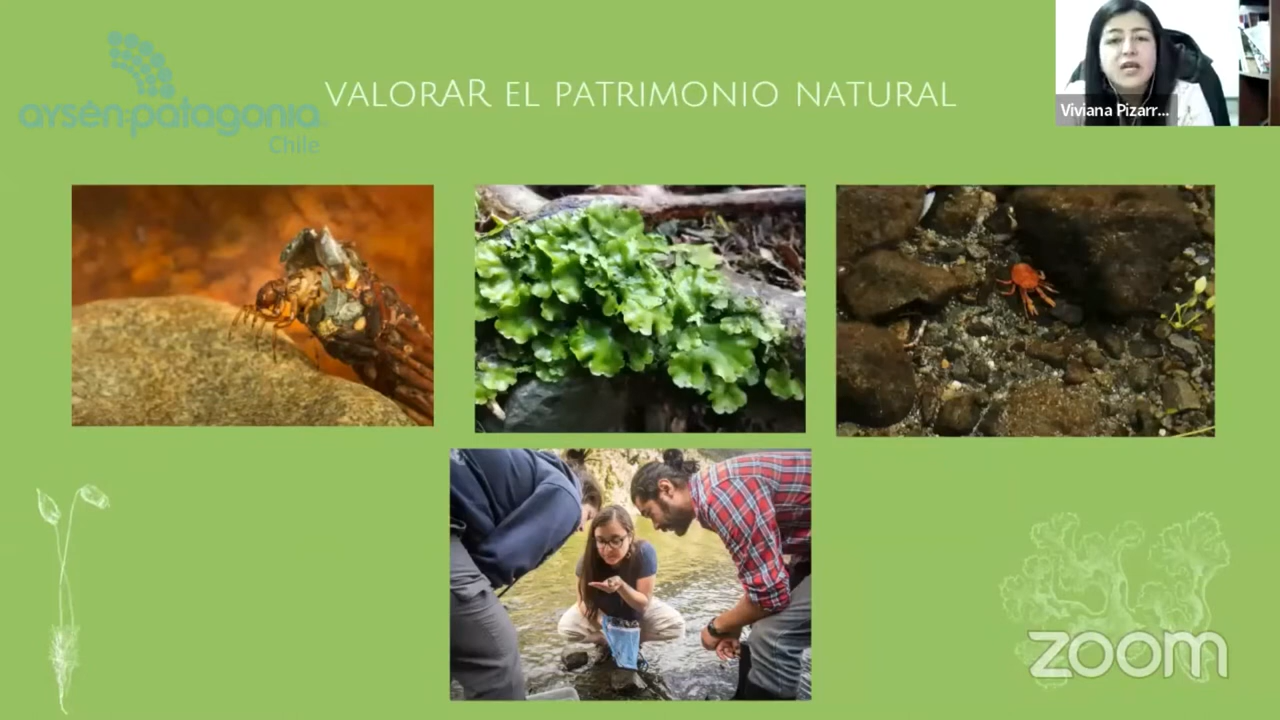 aysén:patagonia
Chile
VALORAR EL PATRIMONIO NATURAL
Viviana Pizarr...
zoom